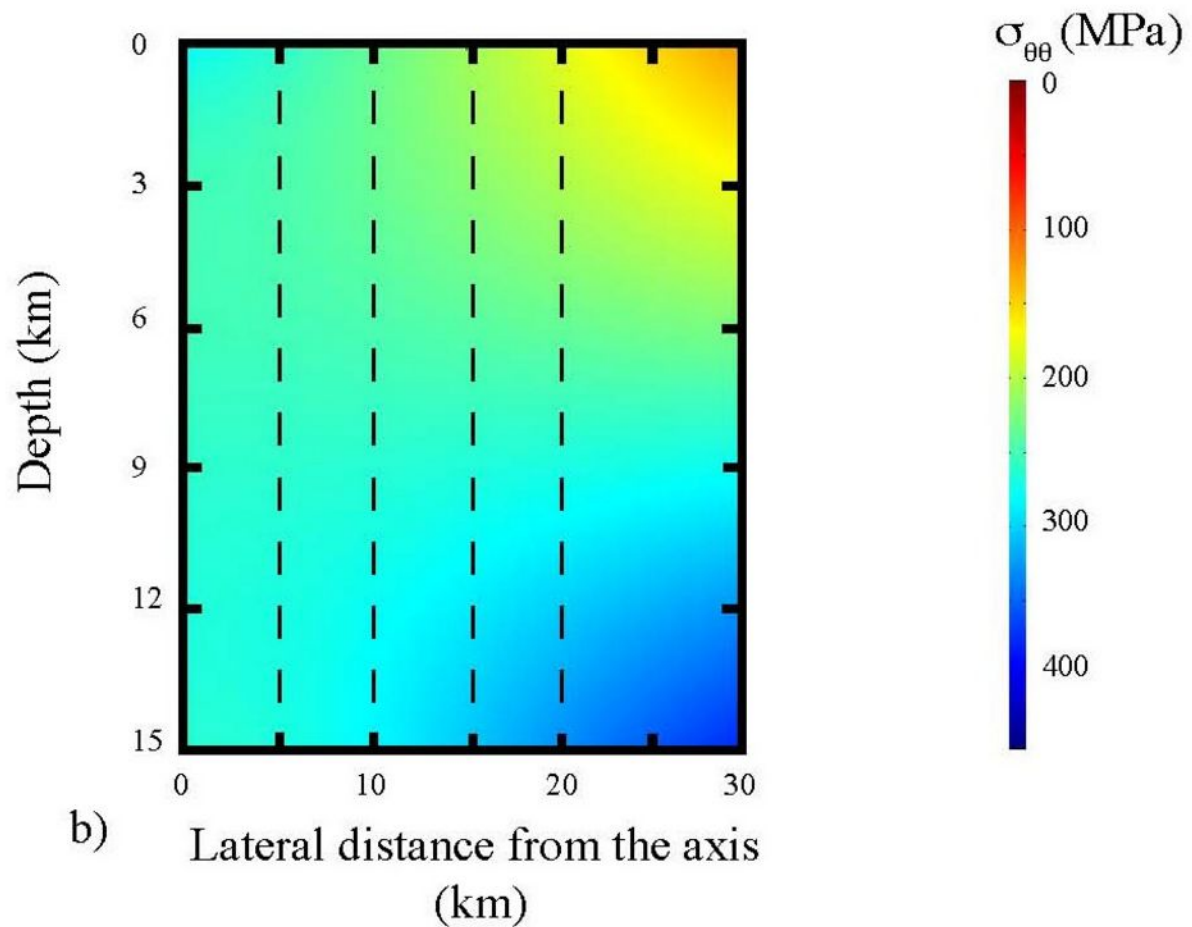 σθθ (MPa)
0
100
200
300
400
Depth (km)
0
3
6
9
12
15
0 10 20 30
b)
Lateral distance from the axis
(km)